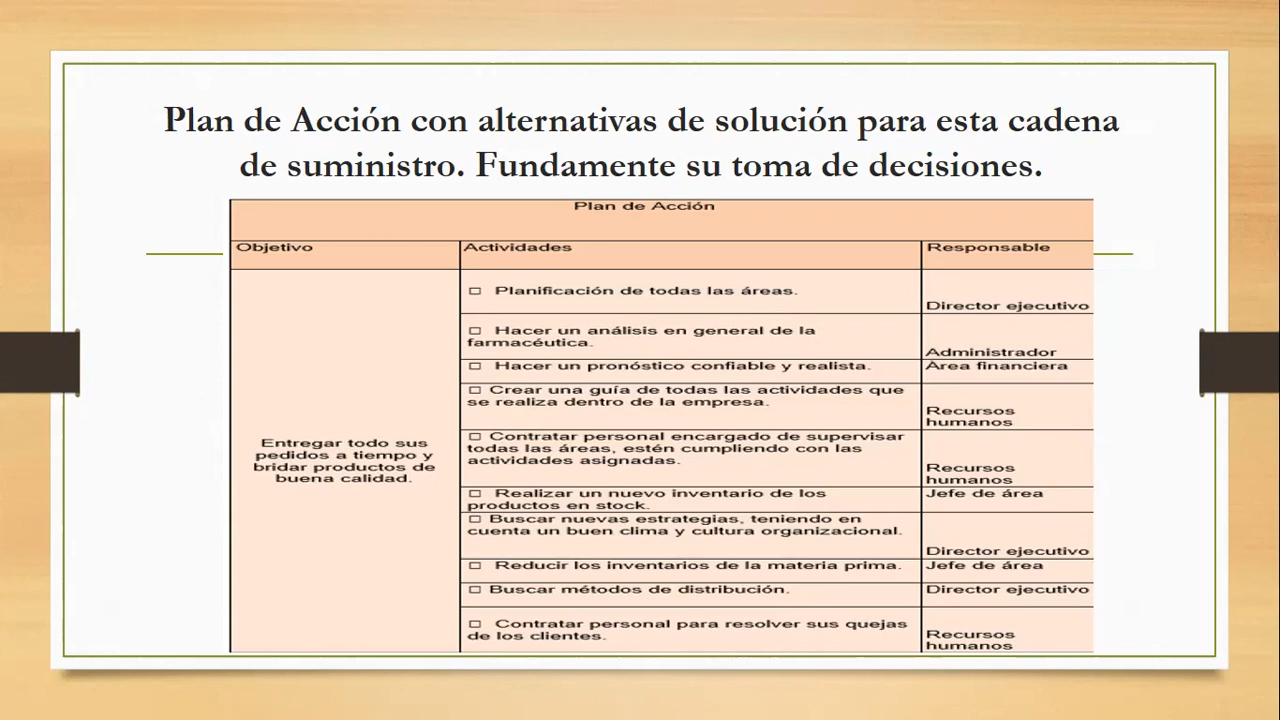 Plan de Acción con alternativas de solución para esta cadena
de suministro. Fundamente su toma de decisiones.
Plan de Acción
Objetivo
Actividades
Responsable
Entregar todo sus
pedidos a tiempo y
bridar productos de
buena calidad.
□ Planificación de todas las áreas.
Director ejecutivo
□ Hacer un análisis en general de la
farmacéutica.
Administrador
□ Hacer un pronóstico confiable y realista.
Área financiera
□ Crear una guía de todas las actividades que
se realiza dentro de la empresa.
Recursos
humanos
□ Contratar personal encargado de supervisar
todas las áreas, estén cumpliendo con las
actividades asignadas.
Recursos
humanos
□ Realizar un nuevo inventario de los
productos en stock.
Jefe de área
□ Buscar nuevas estrategias, teniendo en
cuenta un buen clima y cultura organizacional.
Director ejecutivo
□ Reducir los inventarios de la materia prima.
Jefe de área
□ Buscar métodos de distribución.
Director ejecutivo
□ Contratar personal para resolver sus quejas
de los clientes.
Recursos
humanos